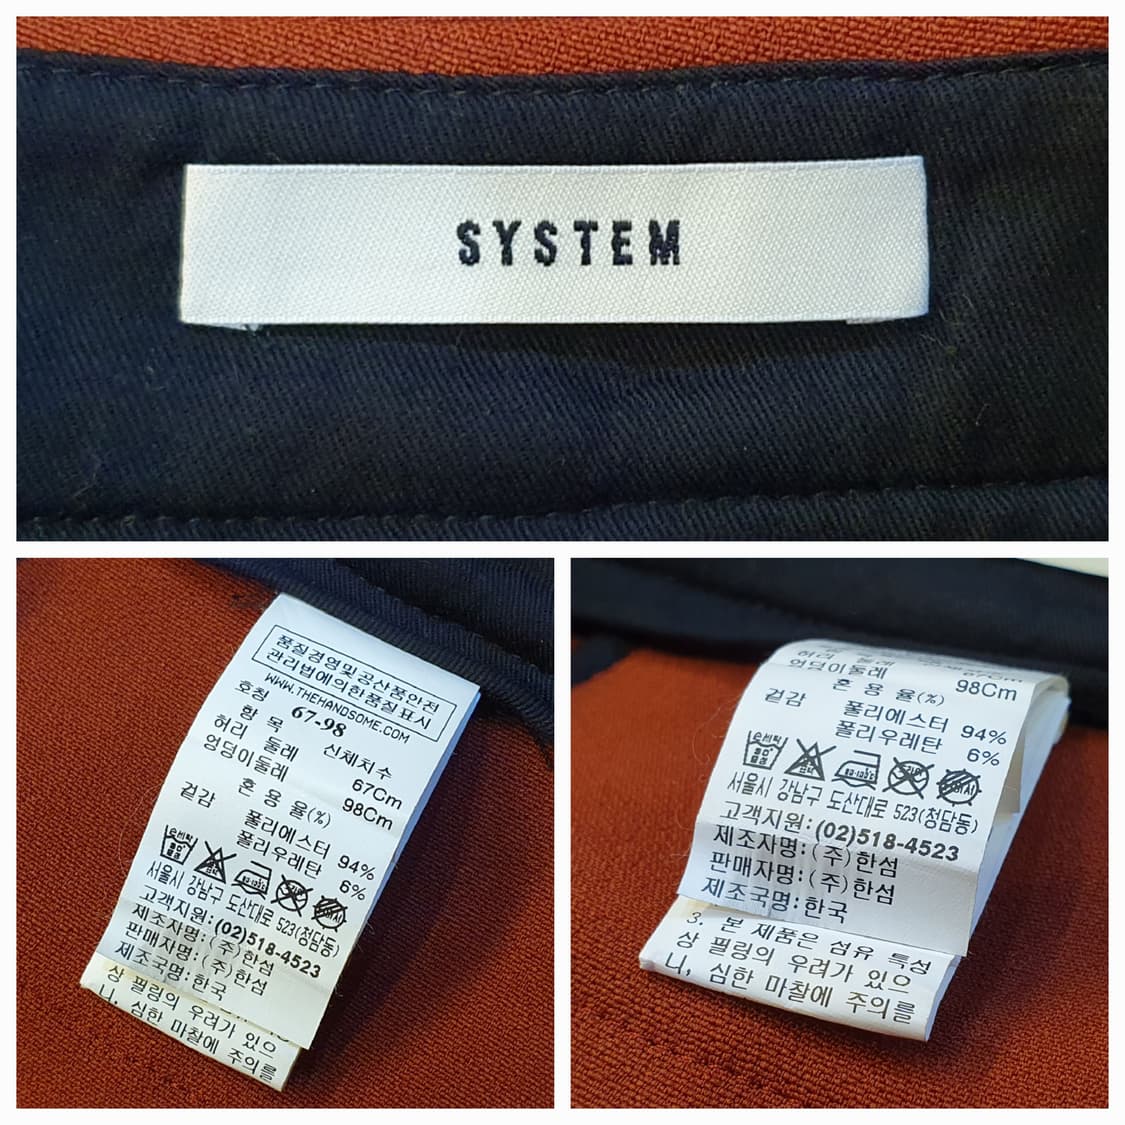 SYSTEM
품질경영및공산품안전
관리법에의한품질표시
WWW.THEHANDSOME.COM
호칭 67-98
항 목 신체치수
허리 둘레 67Cm
엉덩이둘레 98Cm
혼 용 율(%)
겉감 폴리에스터 94%
폴리우레탄 6%
서울시 강남구 도산대로 523(청담동)
고객지원:(02)518-4523
제조자명:(주)한섬
판매자명:(주)한섬
제조국명:한국
상 필링의 우려가 있으
니, 심한 마찰에 주의를
허리 둘레 67Cm
엉덩이둘레 98Cm
혼 용 율(%)
겉감 폴리에스터 94%
폴리우레탄 6%
서울시 강남구 도산대로 523(청담동)
고객지원:(02)518-4523
제조자명:(주)한섬
판매자명:(주)한섬
제조국명:한국
3. 본 제품은 섬유 특성
상 필링의 우려가 있으
니, 심한 마찰에 주의를